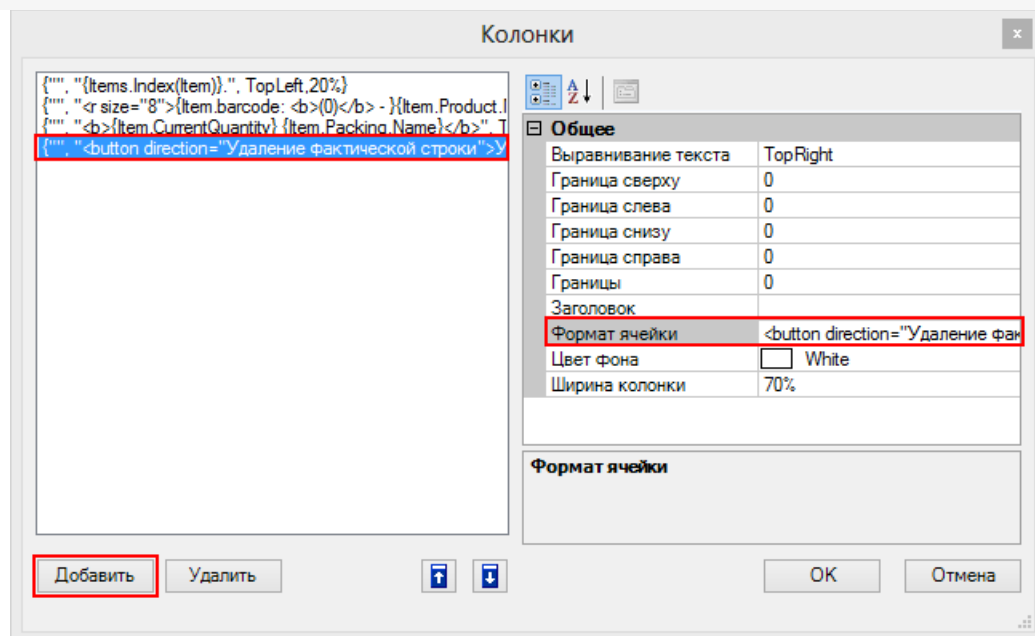 Колонки
x
{"", "{Items.Index(Item)}.", TopLeft,20%}
{"", "<r size="8">{Item.barcode: <b>(0)</b> - }{Item.Product.
{"", "<b>{Item.CurrentQuantity} {Item.Packing.Name}</b>", T
{"", "<button direction="Удаление фактической строки">У
Общее
Выравнивание текста TopRight
Граница сверху 0
Граница слева 0
Граница снизу 0
Граница справа 0
Границы 0
Заголовок
Формат ячейки <button direction="Удаление фак
Цвет фона White
Ширина колонки 70%
Формат ячейки
Добавить Удалить OK Отмена